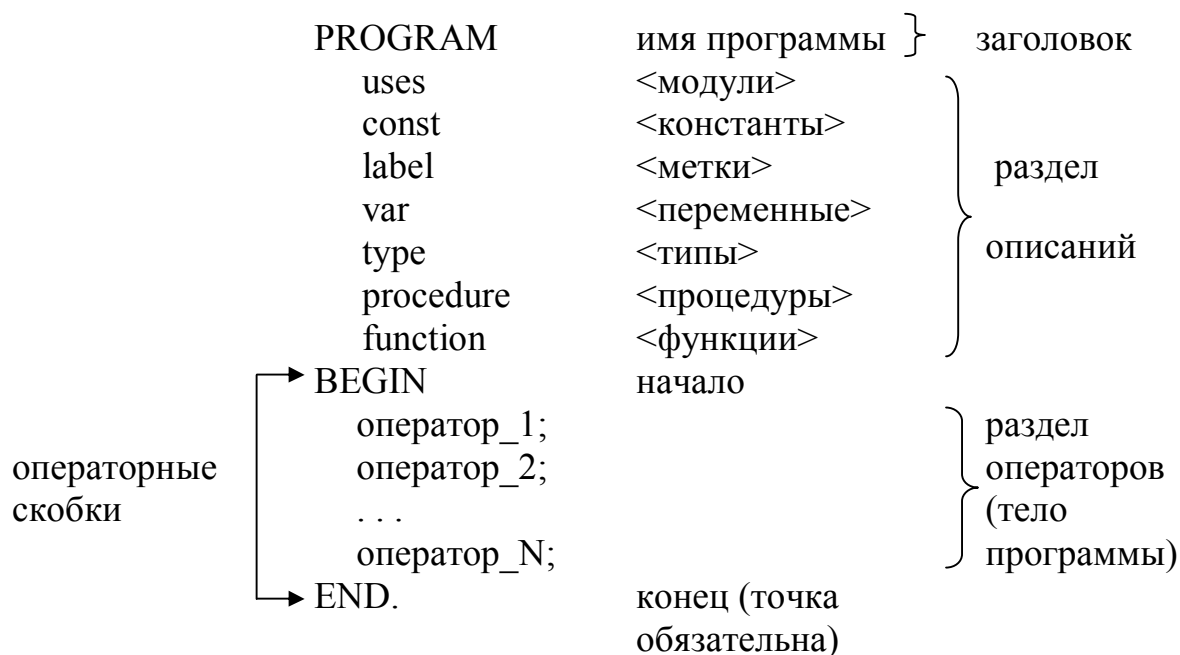 PROGRAM имя программы заголовок
uses <модули>
const <константы>
label <метки> раздел
var <переменные>
type <типы> описаний
procedure <процедуры>
function <функции>
BEGIN начало
оператор_1; раздел
операторные оператор_2; операторов
скобки . . . (тело
оператор_N; программы)
END. конец (точка
обязательна)